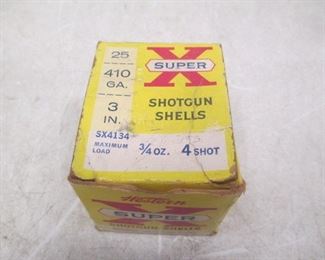 25
410
GA.
3
IN.
X
SUPER
SHOTGUN
SHELLS
SX4134
MAXIMUM
LOAD
3/4 OZ. 4 SHOT
Western
X
SUPER
SHOTGUN SHELLS